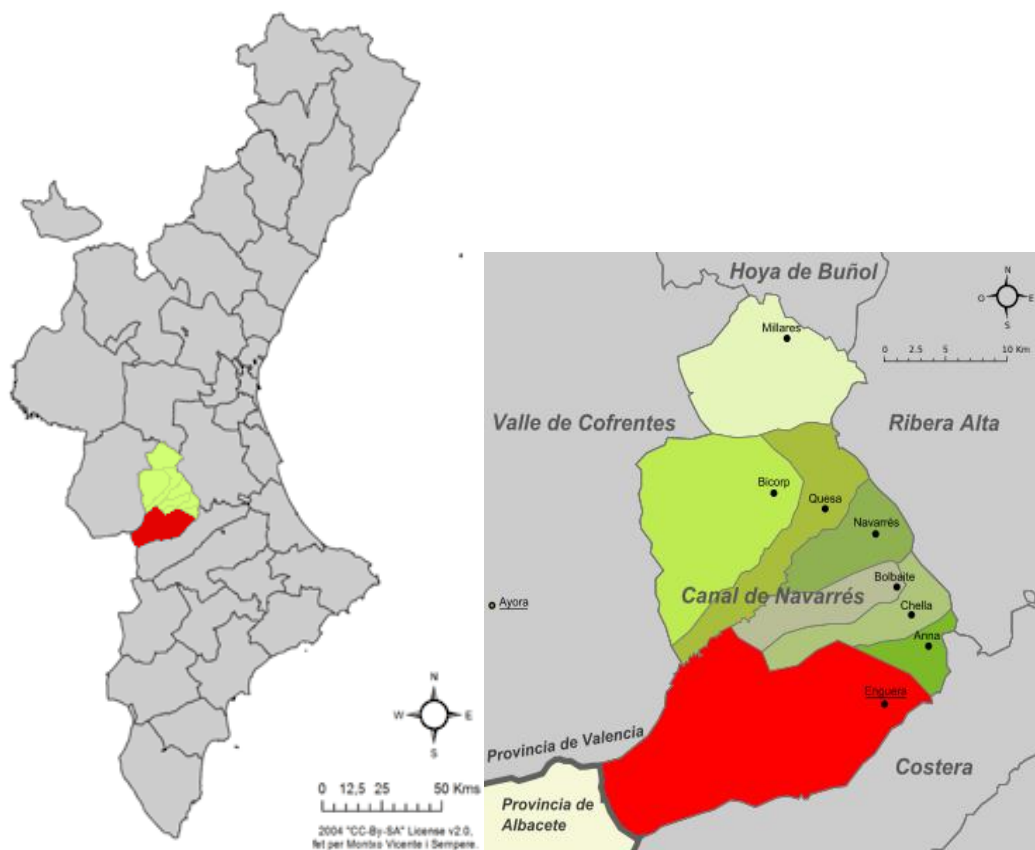 N
W E
S
0 12,5 25 50 Kms
2004 "CC-By-SA" License v2.0,
fet per Montxo Vicente i Sempere.
Hoya de Buñol
N
O E
S
Millares
0 2.5 5 10 Km
Valle de Cofrentes
Ribera Alta
Bicorp
Quesa
Navarrés
Bolbaite
Canal de Navarrés
Ayora
Chella
Anna
Enguera
Provincia de Valencia
Costera
Provincia de
Albacete